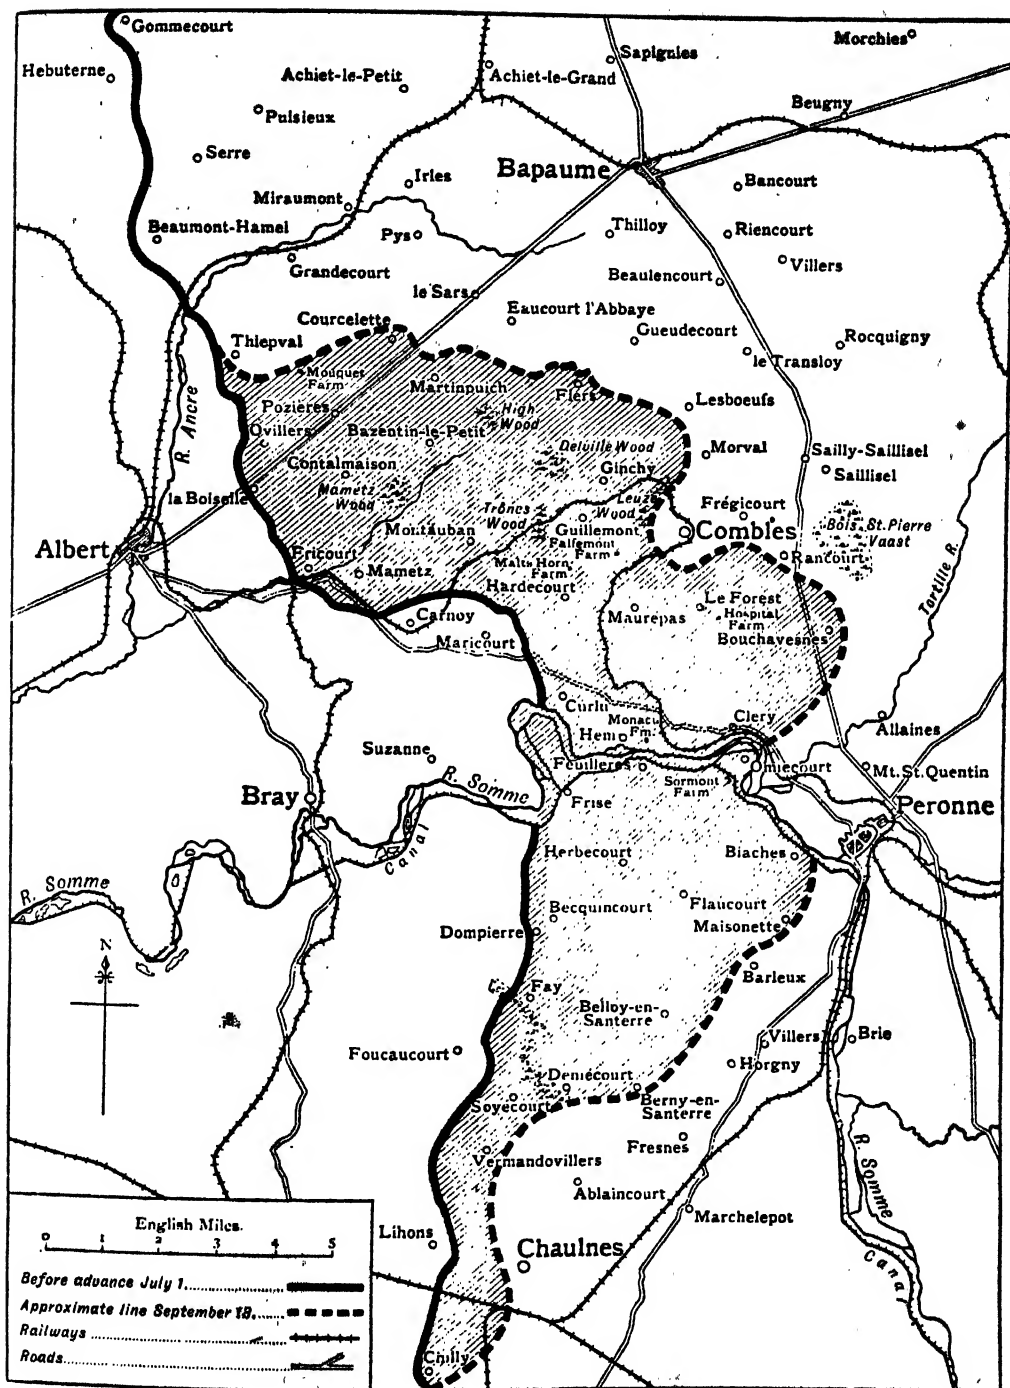 Gommecourt
Morchies
Sapignies
Hebuterne
Achiet-le-Petit
Achiet-le-Grand
Beugny
Puisieux
Serre
Bapaume
Irles
Bancourt
Miraumont
Beaumont-Hamel
Pys
Thilloy
Riencourt
Grandecourt
Villers
Beaulencourt
le Sars
Eaucourt l'Abbaye
Courcelette
Gueudecourt
Rocquigny
Thiepval
le Transloy
Mouquet
Farm
Martinpuich
Flers
R. Ancre
Pozieres
High
Wood
Lesboeufs
Ovillers
Bazentin-le-Petit
Delville Wood
Morval
Sailly-Saillisel
Contalmaison
Ginchy
Saillisel
la Boiselle
Mametz
Wood
Trônes
Wood
Leuze
Wood
Frégicourt
Montauban
Guillemont
Combles
Bois St. Pierre
Vaast
Albert
Falfemont
Farm
Rancourt
Fricourt
Mametz
Maltz Horn
Farm
Tortille R.
Hardecourt
Le Forest
Carnoy
Maurepas
Hospital
Farm
Maricourt
Bouchavesnes
Curlu
Monacu
Fm.
Clery
Allaines
Hem
Suzanne
Feuilleres
Omiecourt
Mt. St. Quentin
R. Somme
Sormont
Farm
Bray
Frise
Peronne
Canal
Herbecourt
Biaches
R. Somme
Flaucourt
Becquincourt
Maisonette
Dompierre
N
Barleux
Fay
Belloy-en-
Santerre
Villers
Brie
Foucaucourt
Horgny
Deniecourt
Soyecourt
Berny-en-
Santerre
Fresnes
Vermandovillers
R. Somme
Ablaincourt
Marchelepot
Lihons
Chaulnes
Canal
Chilly
English Miles.
0 1 2 3 4 5
Before advance July 1
Approximate line September 18.
Railways
Roads